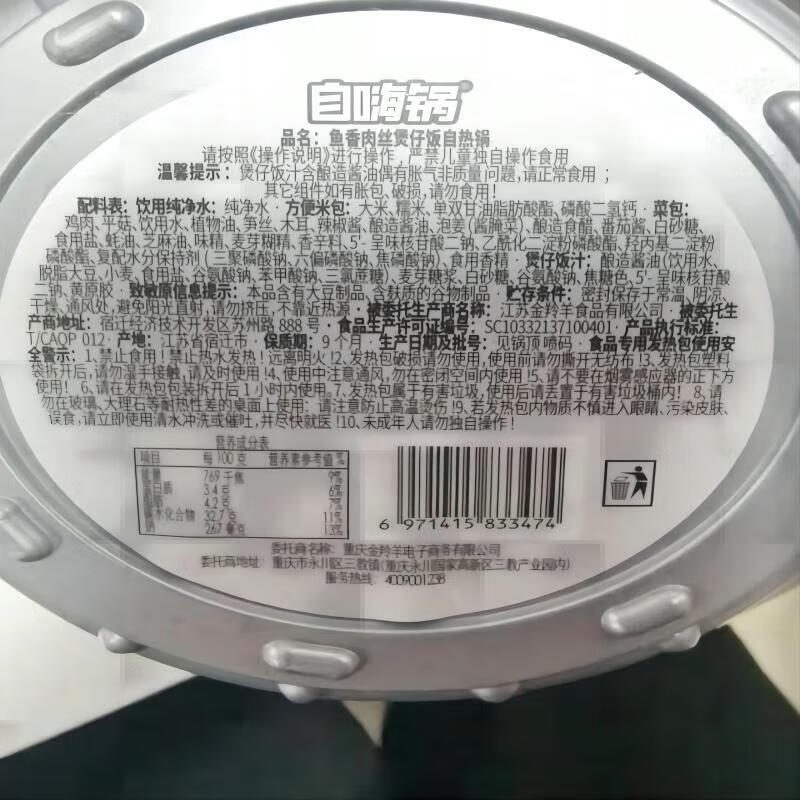 自嗨锅
品名：鱼香肉丝煲仔饭自热锅
请按照《操作说明》进行操作，严禁儿童独自操作食用
温馨提示：煲仔饭汁含酿造酱油偶有胀气非质量问题,请正常食用；
其它组件如有胀包、破损,请勿食用！
配料表：饮用纯净水：纯净水 · 方便米包：大米、糯米、单双甘油脂肪酸酯、磷酸二氢钙 · 菜包：
鸡肉、平菇、饮用水、植物油、笋丝、木耳、辣椒酱、酿造酱油、泡姜（酱腌菜）、酿造食醋、番茄酱、白砂糖、
食用盐、蚝油、芝麻油、味精、麦芽糊精、香辛料、5'-呈味核苷酸二钠、乙酰化二淀粉磷酸酯、羟丙基二淀粉
磷酸酯、复配水分保持剂（三聚磷酸钠、六偏磷酸钠、焦磷酸钠）、食用香精 · 煲仔饭汁：酿造酱油(饮用水、
脱脂大豆、小麦、食用盐、谷氨酸钠、苯甲酸钠、三氯蔗糖）、麦芽糖浆、白砂糖、谷氨酸钠、焦糖色、5'-呈味核苷酸
二钠、黄原胶 · 致敏原信息提示：本品含有大豆制品、含麸质的谷物制品 · 贮存条件：密封保存于常温、阴凉、
干燥、通风处，避免阳光直射,请勿挤压、不靠近热源 · 被委托生产商名称：江苏金羚羊食品有限公司 · 被委托生
产商地址：宿迁经济技术开发区苏州路 888 号 · 食品生产许可证编号：SC10332137100401 · 产品执行标准：
T/CAQP 012 · 产地：江苏省宿迁市 · 保质期：9 个月 · 生产日期及批号：见锅顶喷码 · 食品专用发热包使用安
全警示：1、禁止食用！禁止热水发热！远离明火！2、发热包破损请勿使用，使用前请勿撕开无纺布！3、发热包塑料
袋拆开后,请勿湿手接触,请及时使用！4、使用中注意通风,勿在密闭空间内使用！5、请不要在烟雾感应器的正下方
使用！6、请在发热包包装拆开后 1 小时内使用。7、发热包属于有害垃圾,使用后请丢置于有害垃圾桶内！8、请
勿在玻璃、大理石等耐热性差的桌面上使用；请注意防止高温烫伤！9、若发热包内物质不慎进入眼睛、污染皮肤、
误食,请立即使用清水冲洗或催吐，并尽快就医！10、未成年人请勿独自操作！
营养成分表
项目 每 100 克 营养素参考值 %
能量 769 千焦 9%
蛋白质 3.4 克 6%
脂 4.2 克 7%
水化合物 32.7 克 11%
钠 267 毫克 13%
6 971415 833474
委托商名称：重庆金羚羊电子商务有限公司
委托商地址：重庆市永川区三教镇(重庆永川国家高新区三教产业园内)
服务热线：4009001238